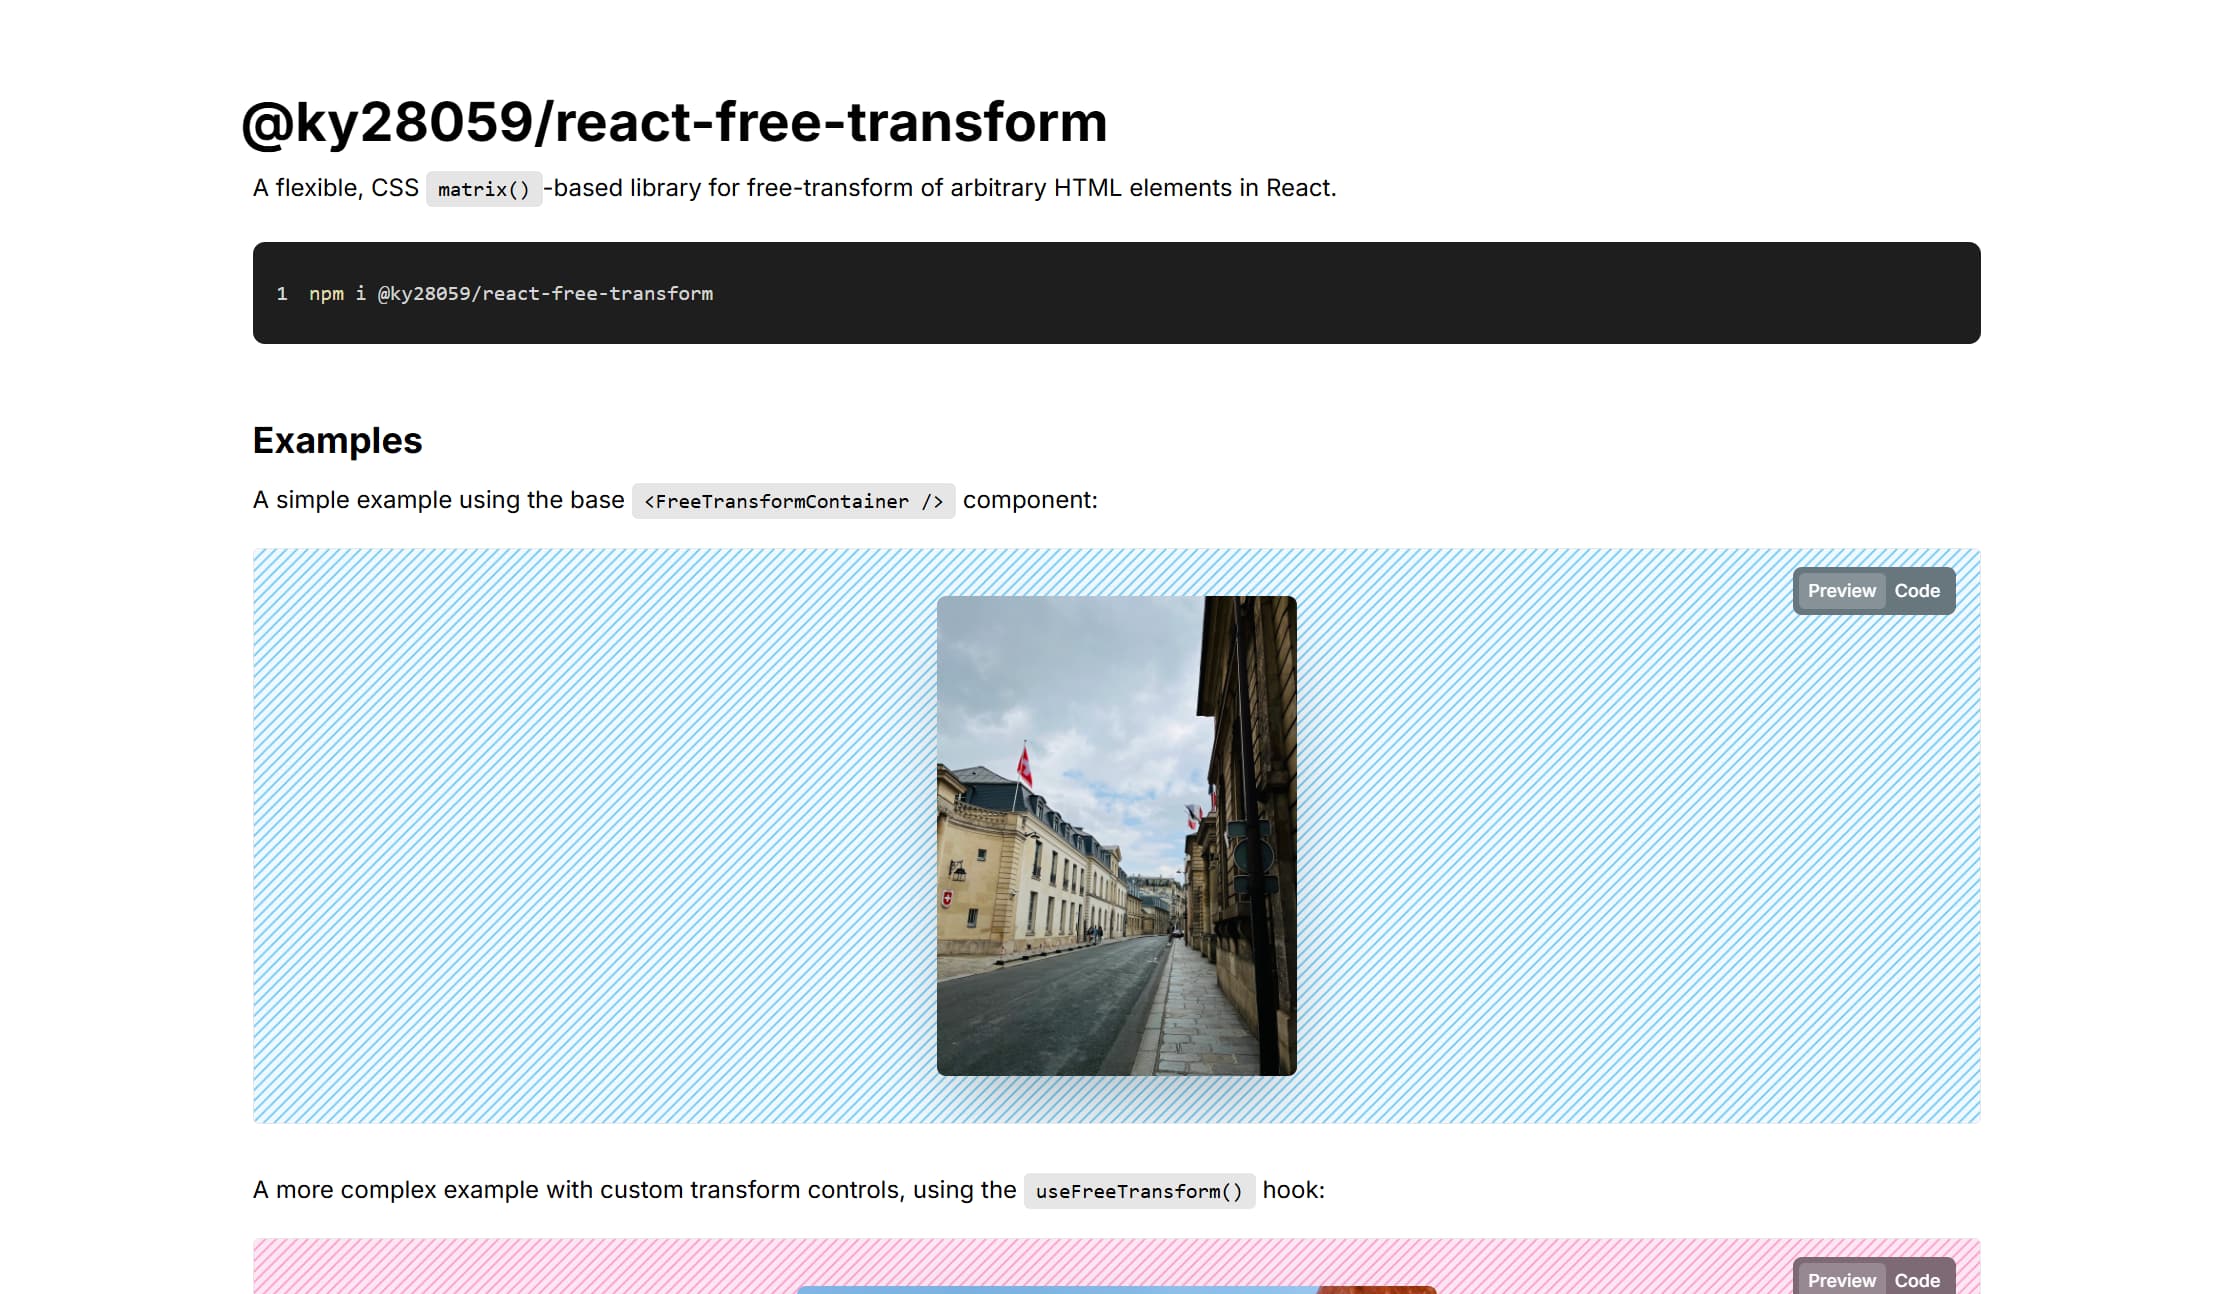 @ky28059/react-free-transform
A flexible, CSS matrix() -based library for free-transform of arbitrary HTML elements in React.
1 npm i @ky28059/react-free-transform
Examples
A simple example using the base <FreeTransformContainer /> component:
Preview Code
A more complex example with custom transform controls, using the useFreeTransform() hook:
Preview Code